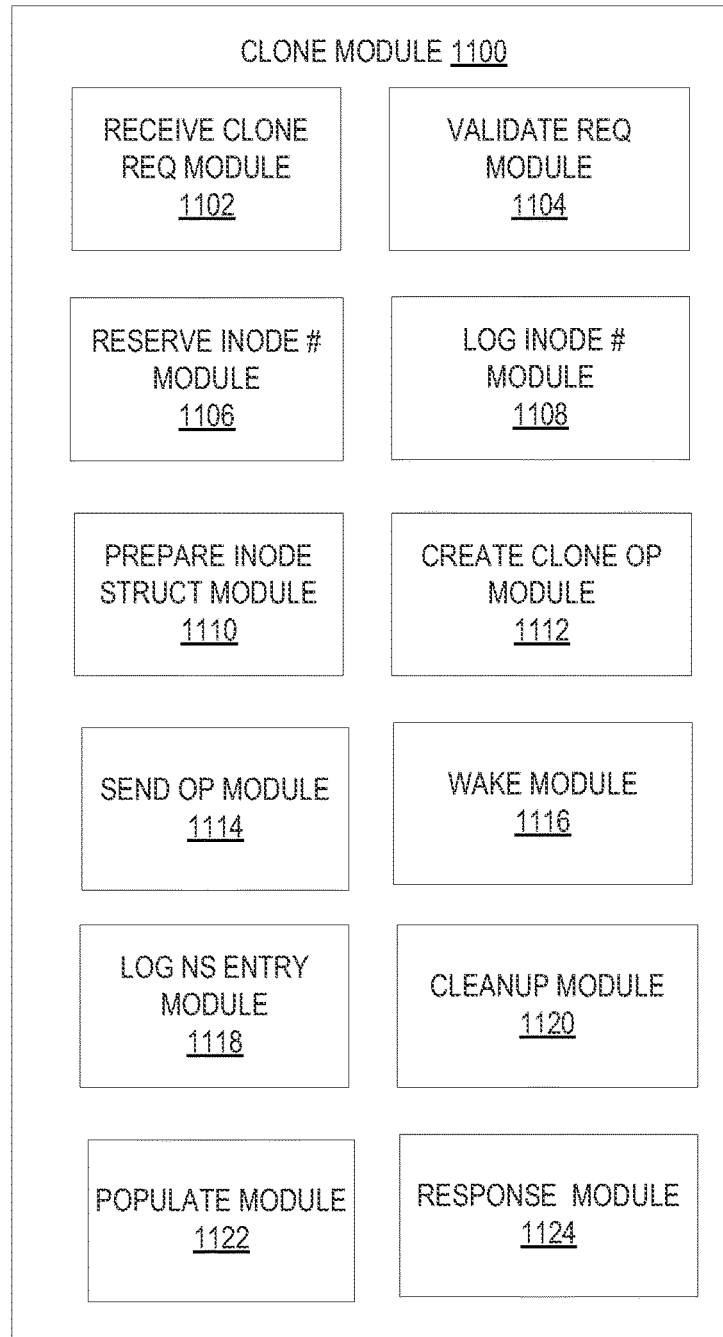 CLONE MODULE 1100
RECEIVE CLONE
REQ MODULE
1102
VALIDATE REQ
MODULE
1104
RESERVE INODE #
MODULE
1106
LOG INODE #
MODULE
1108
PREPARE INODE
STRUCT MODULE
1110
CREATE CLONE OP
MODULE
1112
SEND OP MODULE
1114
WAKE MODULE
1116
LOG NS ENTRY
MODULE
1118
CLEANUP MODULE
1120
POPULATE MODULE
1122
RESPONSE MODULE
1124